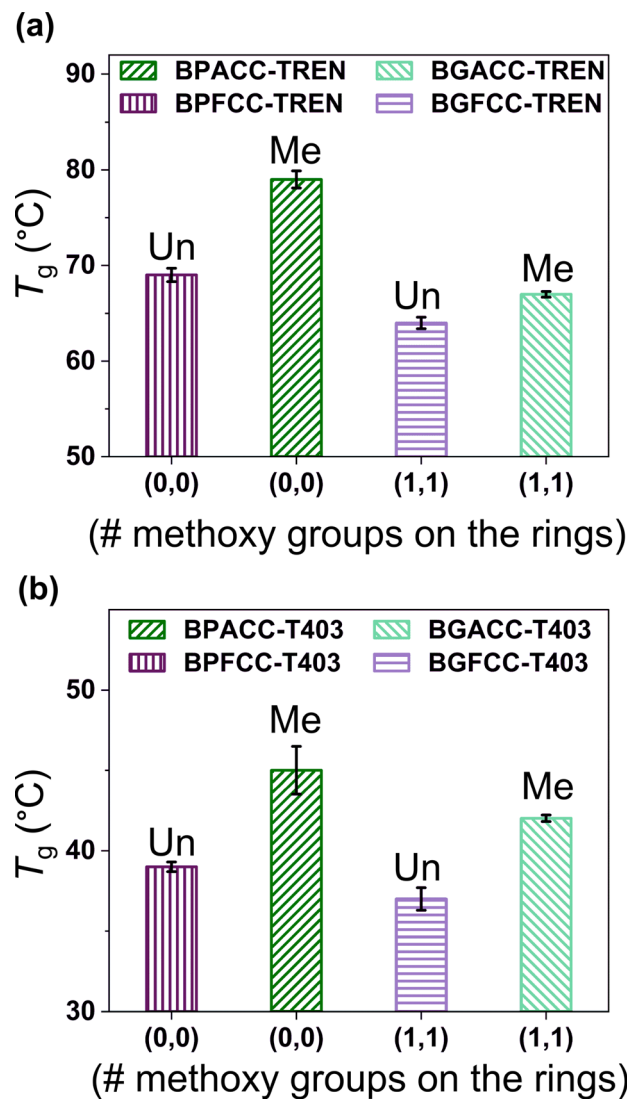 (a)
BPACC-TREN BGACC-TREN
BPFCC-TREN BGFCC-TREN
90
80
70
60
50
Tg (°C)
Un
Me
Un
Me
(0,0) (0,0) (1,1) (1,1)
(# methoxy groups on the rings)
(b)
BPACC-T403 BGACC-T403
BPFCC-T403 BGFCC-T403
50
40
30
Tg (°C)
Un
Me
Un
Me
(0,0) (0,0) (1,1) (1,1)
(# methoxy groups on the rings)